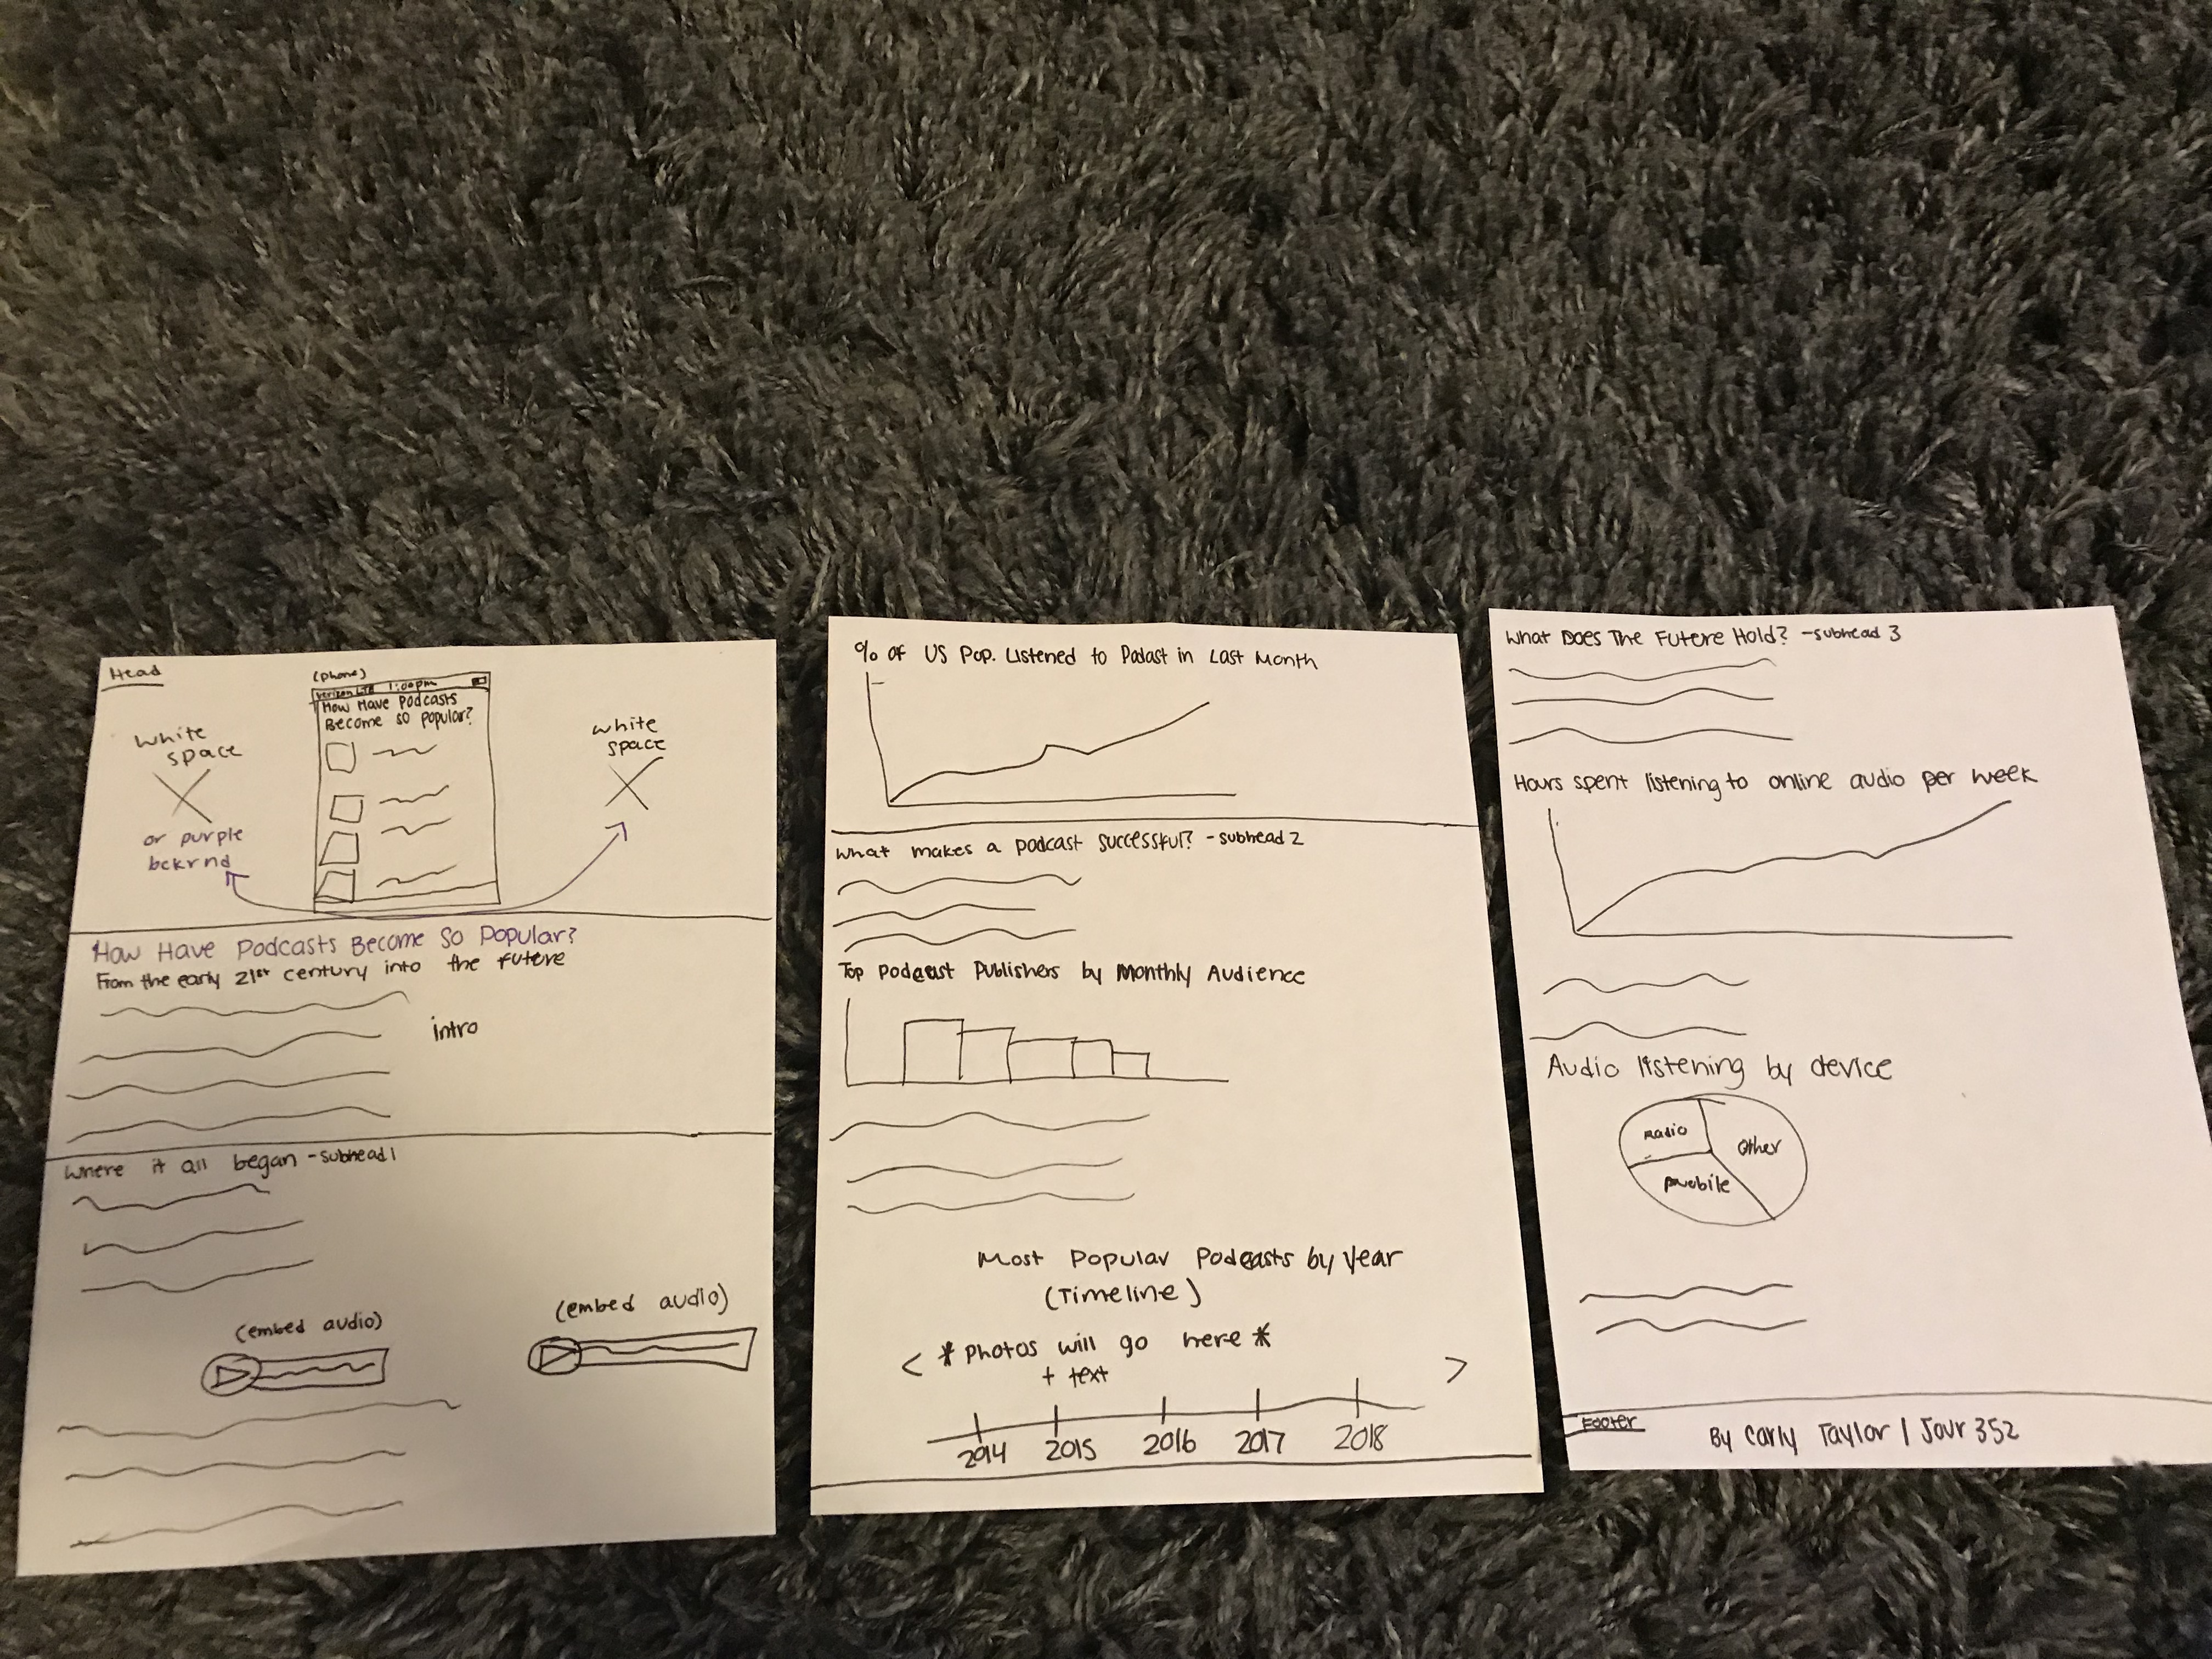 Head
(phone)
Verizon LTE 1:00pm
How Have Podcasts
Become so popular?
White
space
or purple
bckrnd
white
space
How Have Podcasts Become So Popular?
From the early 21st century into the future
intro
Where it all began - subhead 1
(embed audio)
(embed audio)
% of US Pop. Listened to Podast in Last Month
What makes a podcast successful? - subhead 2
Top Podcast Publishers by Monthly Audience
Most Popular Podcasts by Year
(Timeline)
< * Photos will go here * >
+ text
2014 2015 2016 2017 2018
What Does The Future Hold? - subhead 3
Hours spent listening to online audio per week
Audio listening by device
Radio
Other
mobile
Footer
By Carly Taylor | Jour 352